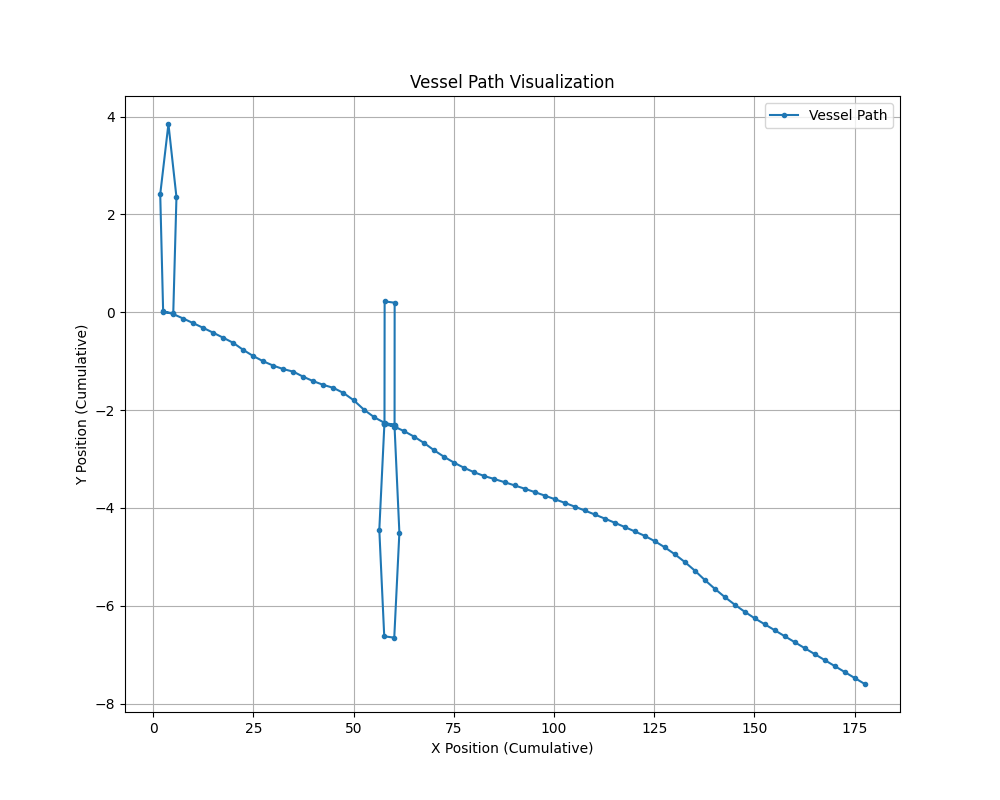 Vessel Path Visualization
Vessel Path
4
2
0
−2
−4
−6
−8
Y Position (Cumulative)
0 25 50 75 100 125 150 175
X Position (Cumulative)